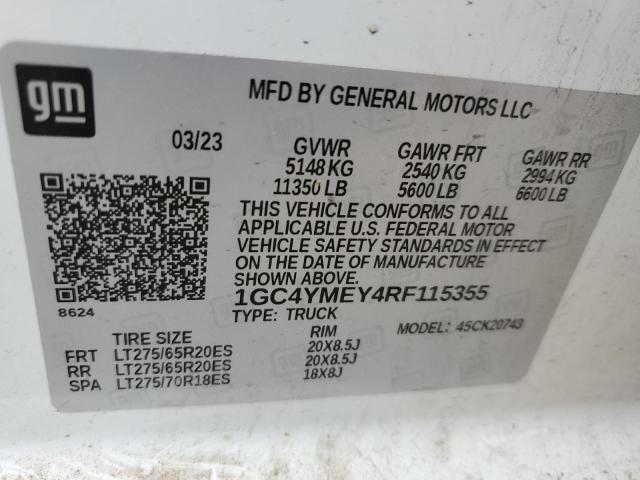 gm
MFD BY GENERAL MOTORS LLC
03/23 GVWR GAWR FRT GAWR RR
5148 KG 2540 KG 2994 KG
11350 LB 5600 LB 6600 LB
THIS VEHICLE CONFORMS TO ALL
APPLICABLE U.S. FEDERAL MOTOR
VEHICLE SAFETY STANDARDS IN EFFECT
ON THE DATE OF MANUFACTURE
SHOWN ABOVE.
8624 1GC4YMEY4RF115355
TYPE: TRUCK MODEL: 45CK20743
TIRE SIZE RIM
FRT LT275/65R20ES 20X8.5J
RR LT275/65R20ES 20X8.5J
SPA LT275/70R18ES 18X8J